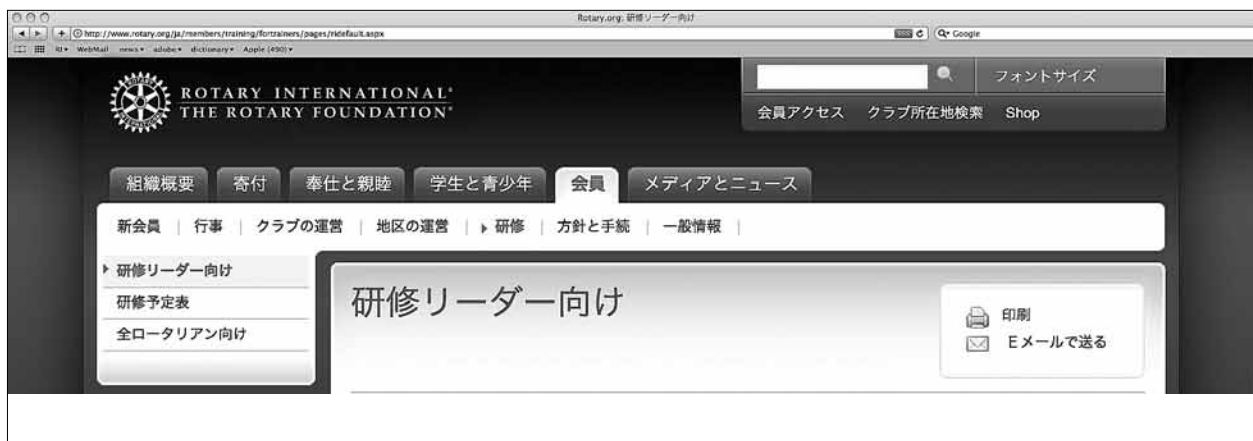 Rotary.org: 研修リーダー向け
http://www.rotary.org/ja/members/training/fortrainers/pages/ridefault.aspx
Google
WebMail news▾ adobe▾ dictionary▾ Apple (490)▾
ROTARY INTERNATIONAL®
THE ROTARY FOUNDATION®
フォントサイズ
会員アクセス クラブ所在地検索 Shop
組織概要 寄付 奉仕と親睦 学生と青少年 会員 メディアとニュース
新会員 | 行事 | クラブの運営 | 地区の運営 | 研修 | 方針と手続 | 一般情報 |
研修リーダー向け
研修予定表
全ロータリアン向け
研修リーダー向け
印刷
Eメールで送る